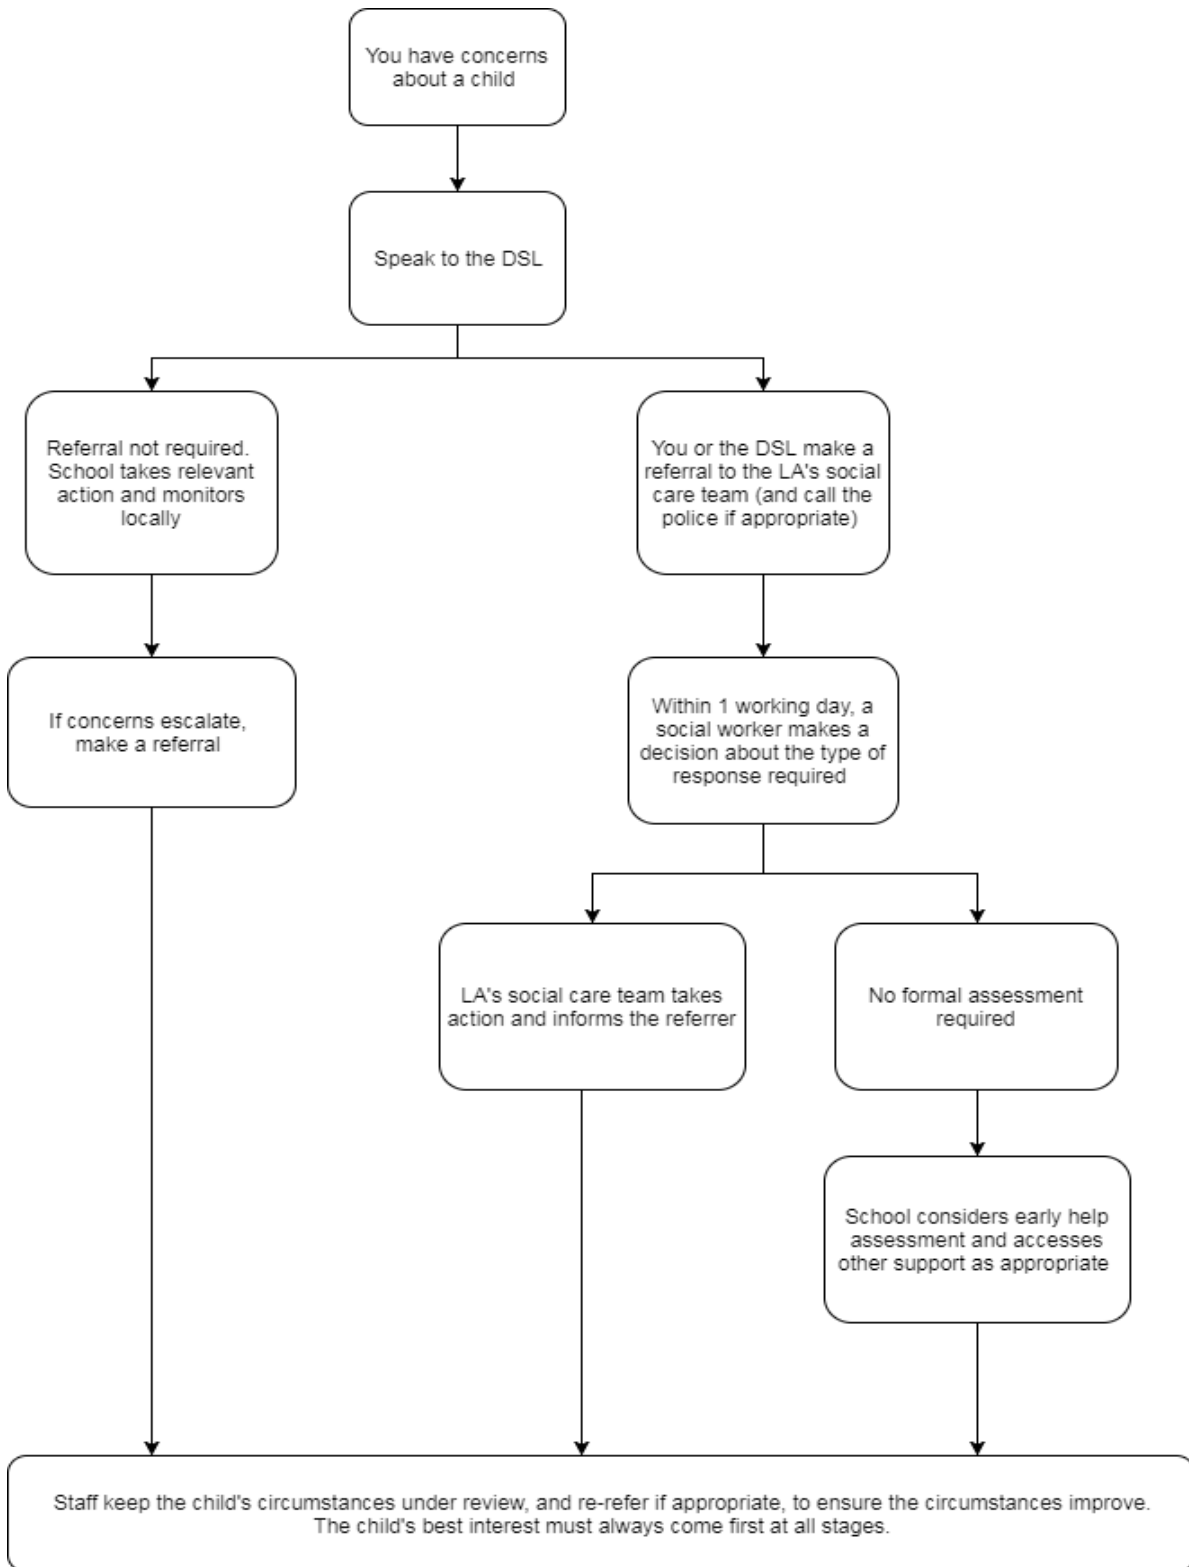 You have concerns
about a child
Speak to the DSL
Referral not required.
School takes relevant
action and monitors
locally
You or the DSL make a
referral to the LA's social
care team (and call the
police if appropriate)
If concerns escalate,
make a referral
Within 1 working day, a
social worker makes a
decision about the type of
response required
LA's social care team takes
action and informs the referrer
No formal assessment
required
School considers early help
assessment and accesses
other support as appropriate
Staff keep the child's circumstances under review, and re-refer if appropriate, to ensure the circumstances improve.
The child's best interest must always come first at all stages.